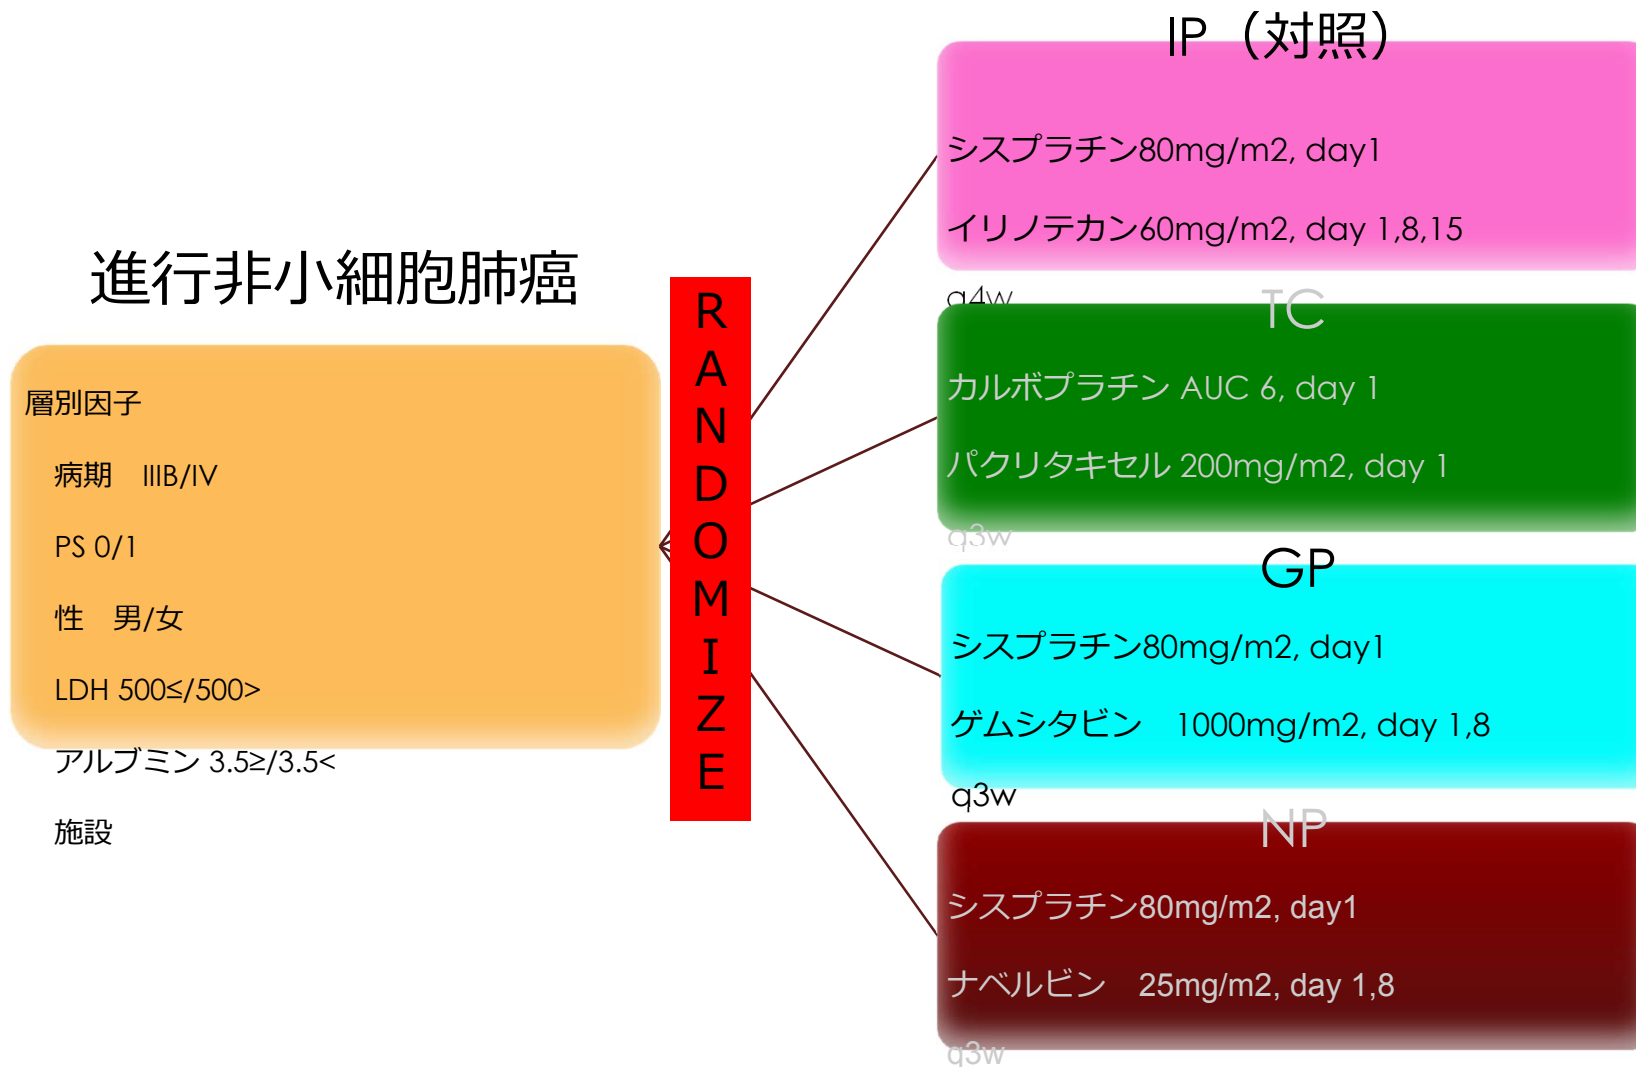 進行非小細胞肺癌
層別因子
病期　IIIB/IV
PS 0/1
性　男/女
LDH 500≤/500>
アルブミン 3.5≥/3.5<
施設
RANDOMIZE
IP（対照）
シスプラチン80mg/m2, day1
イリノテカン60mg/m2, day 1,8,15
q4w
TC
カルボプラチン AUC 6, day 1
パクリタキセル 200mg/m2, day 1
q3w
GP
シスプラチン80mg/m2, day1
ゲムシタビン　1000mg/m2, day 1,8
q3w
NP
シスプラチン80mg/m2, day1
ナベルビン　25mg/m2, day 1,8
q3w